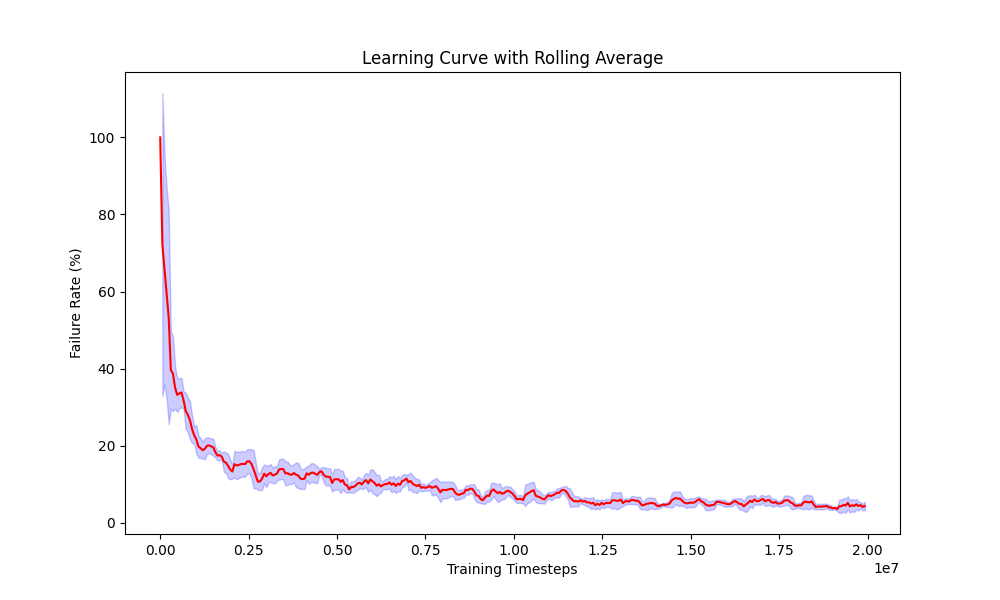 Learning Curve with Rolling Average
Failure Rate (%)
100
80
60
40
20
0
0.00 0.25 0.50 0.75 1.00 1.25 1.50 1.75 2.00
1e7
Training Timesteps